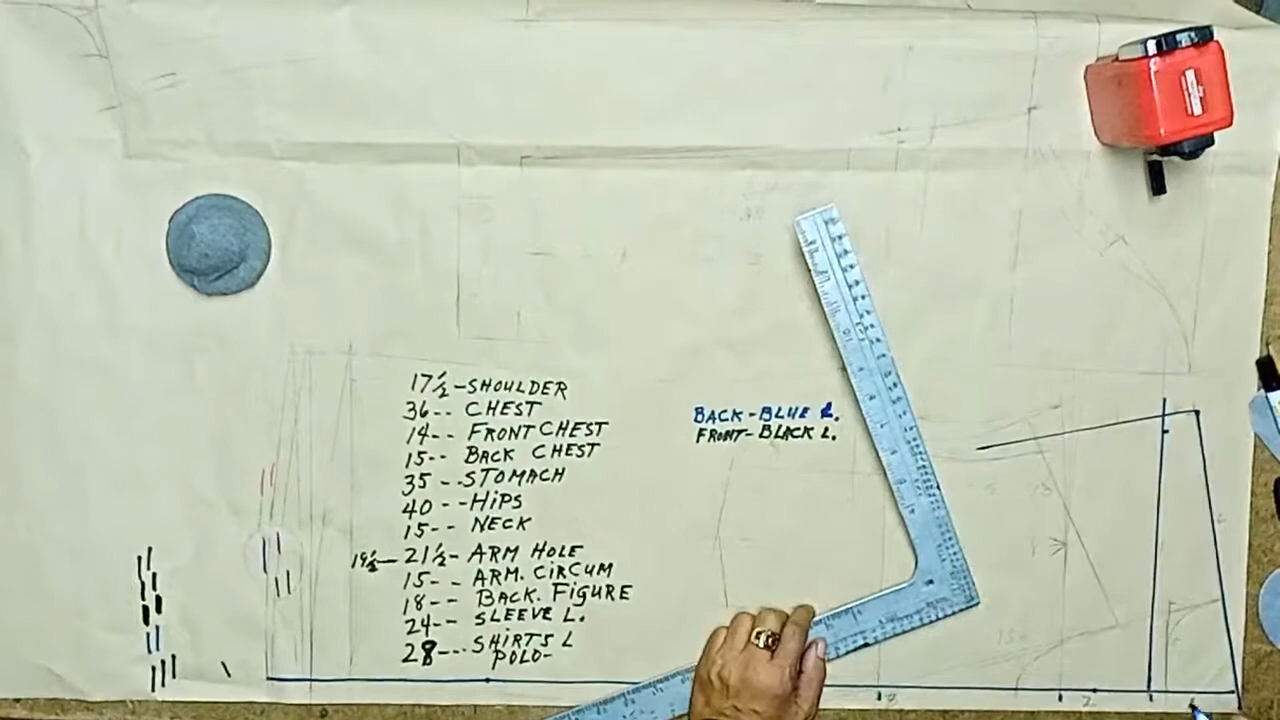 17½-SHOULDER
36-- CHEST
14-- FRONT CHEST
15-- BACK CHEST
35--STOMACH
40--HiPS
15-- NECK
19½-21½- ARM HOLE
15-- ARM. CiRCUM
18-- BACK. FiGURE
24-- SLEEVE L.
28--- SHiRTS L
POLO-
BACK-BLUE L.
FRONT-BLACK L.